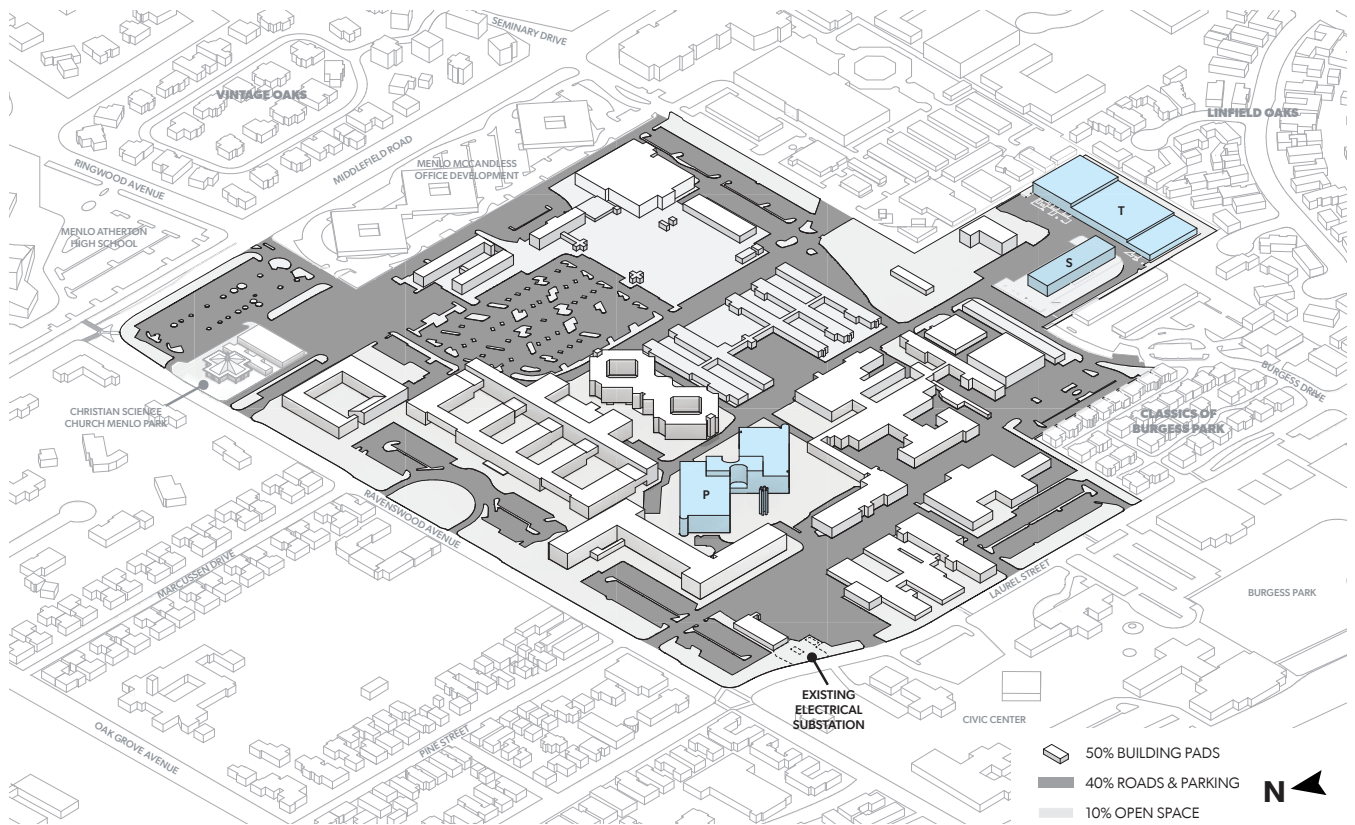 SEMINARY DRIVE
VINTAGE OAKS
LINFIELD OAKS
MIDDLEFIELD ROAD
RINGWOOD AVENUE
MENLO MCCANDLESS
OFFICE DEVELOPMENT
T
MENLO ATHERTON
HIGH SCHOOL
S
BURGESS DRIVE
CHRISTIAN SCIENCE
CHURCH MENLO PARK
CLASSICS OF
BURGESS PARK
P
RAVENSWOOD AVENUE
MARCUSSEN DRIVE
LAUREL STREET
BURGESS PARK
EXISTING
ELECTRICAL
SUBSTATION
CIVIC CENTER
OAK GROVE AVENUE
PINE STREET
50% BUILDING PADS
40% ROADS & PARKING
N
10% OPEN SPACE